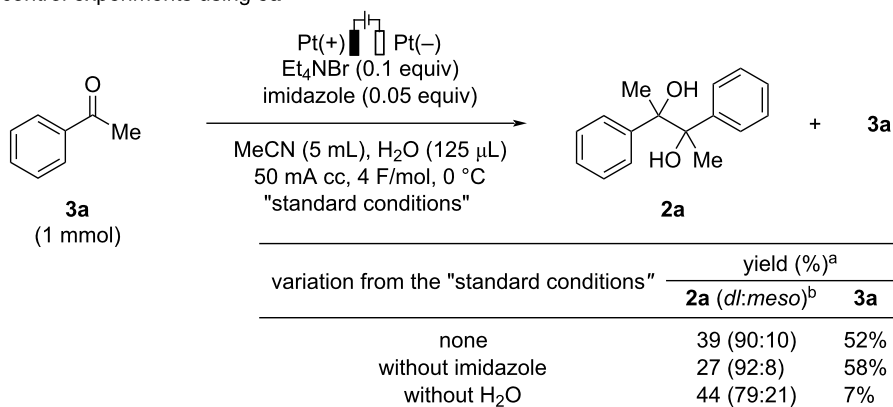 control experiments using 3a
Pt(+) Pt(–)
Et₄NBr (0.1 equiv)
imidazole (0.05 equiv)
O
Me
Me OH
HO Me
+ 3a
MeCN (5 mL), H₂O (125 μL)
50 mA cc, 4 F/mol, 0 °C
"standard conditions"
3a
(1 mmol)
2a
variation from the "standard conditions"
yield (%)ᵃ
2a (dl:meso)ᵇ 3a
none 39 (90:10) 52%
without imidazole 27 (92:8) 58%
without H₂O 44 (79:21) 7%